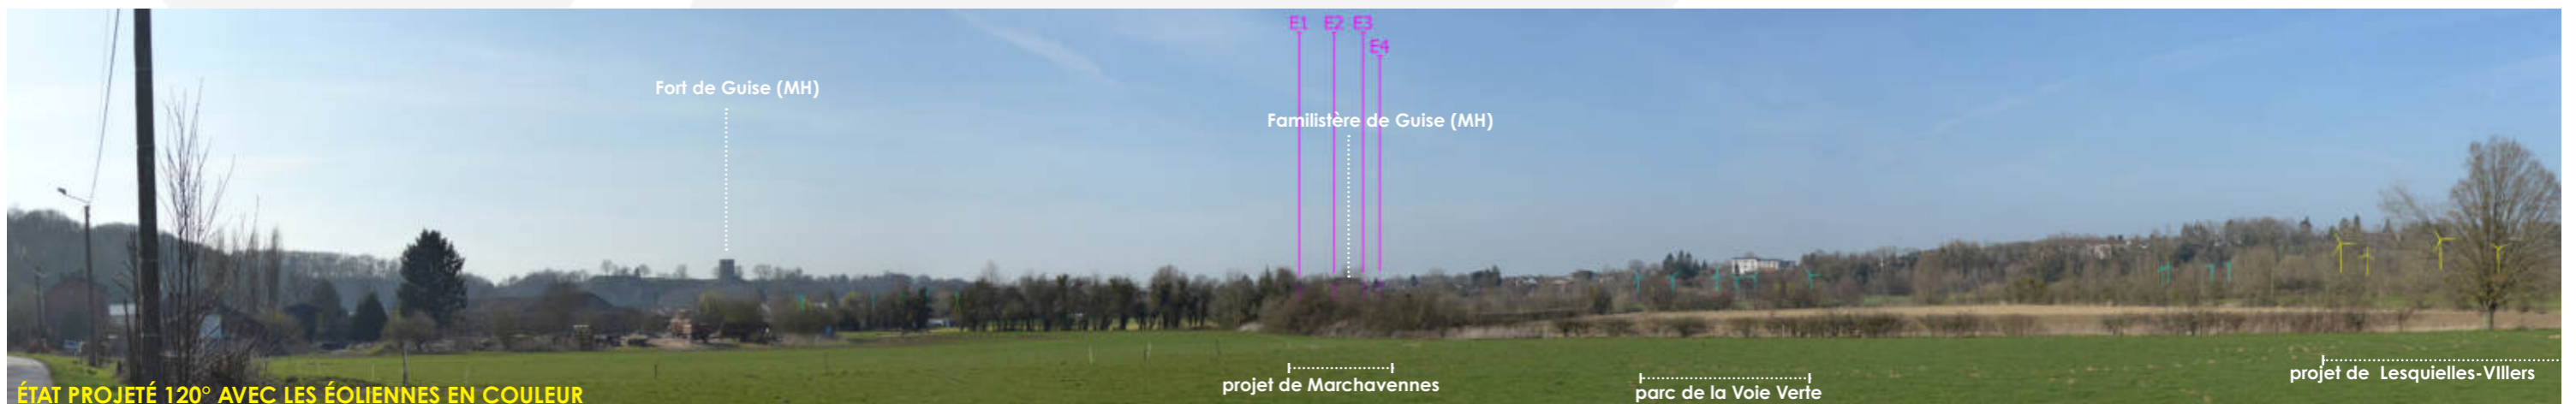 E1 E2 E3
E4
Fort de Guise (MH)
Familistère de Guise (MH)
projet de Marchavennes
parc de la Voie Verte
projet de Lesquielles-VIllers
ÉTAT PROJETÉ 120° AVEC LES ÉOLIENNES EN COULEUR